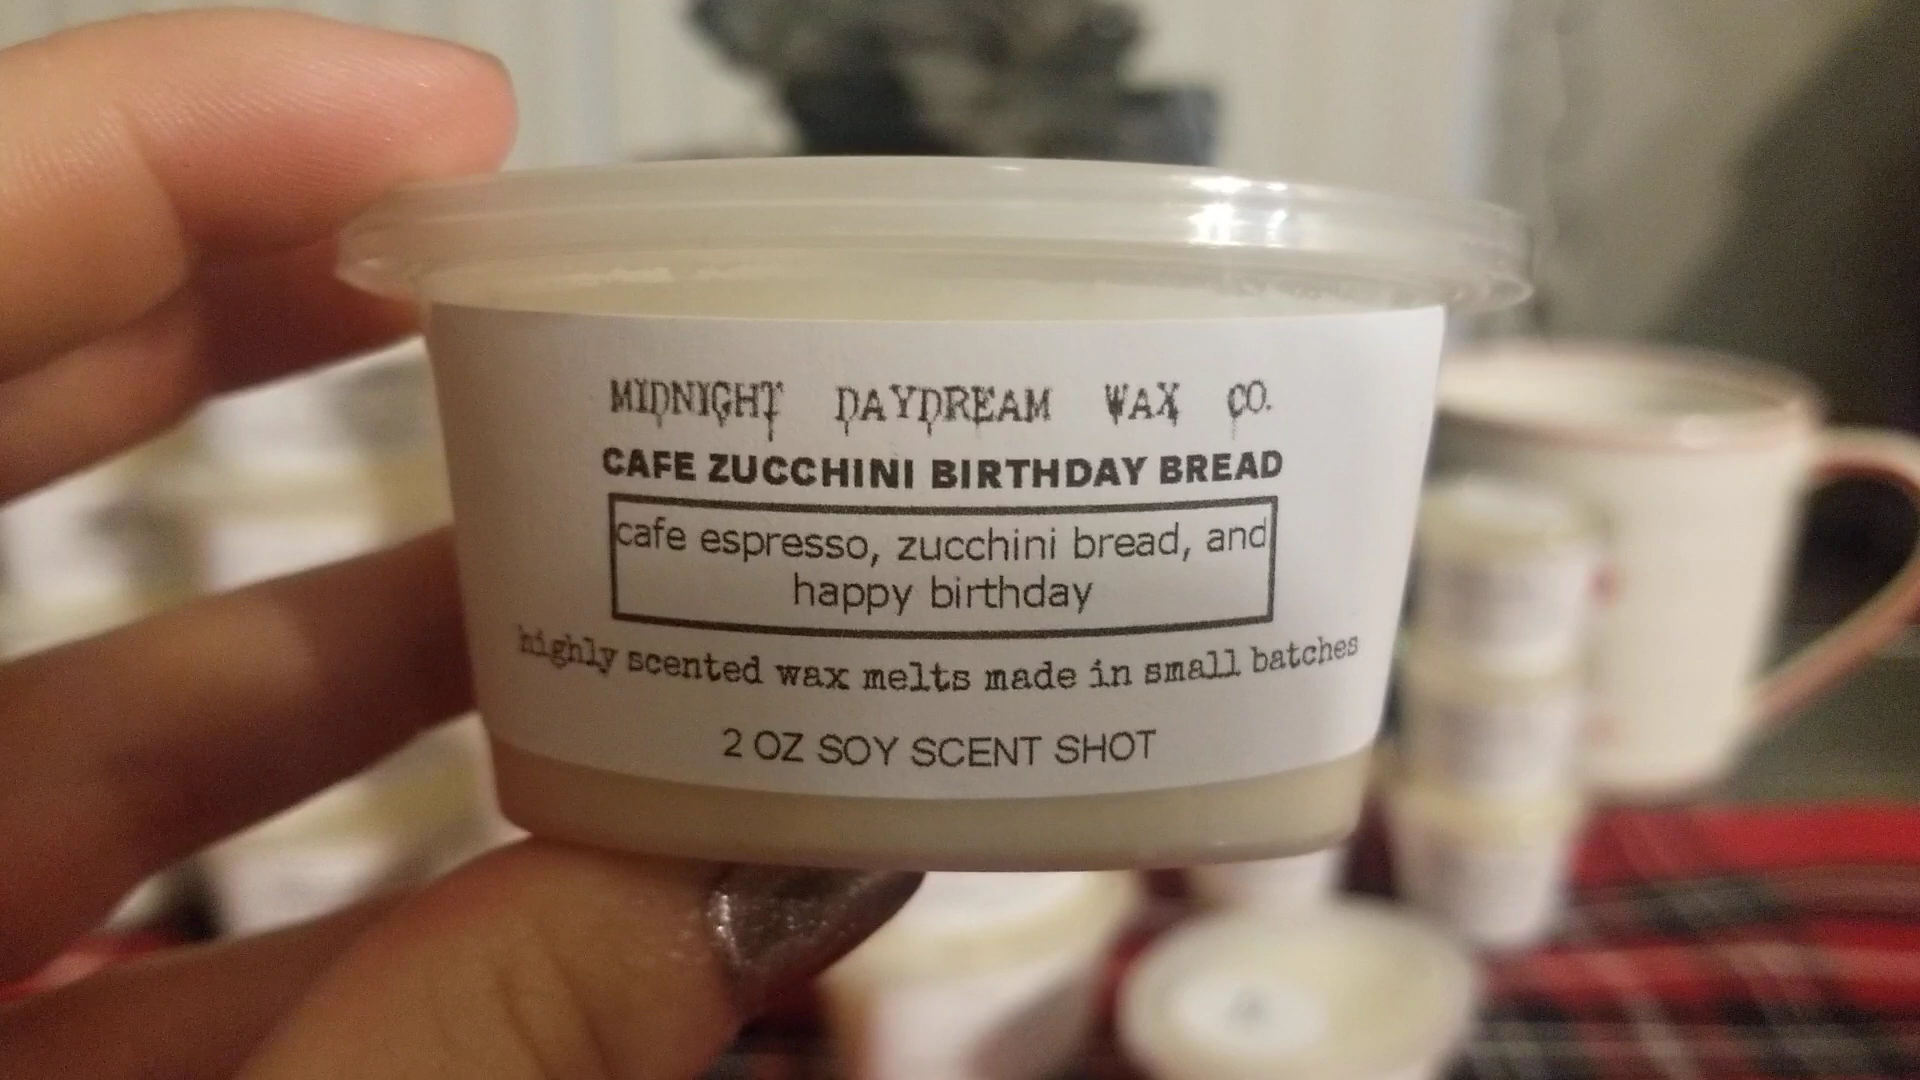 MIDNIGHT DAYDREAM WAX CO.
CAFE ZUCCHINI BIRTHDAY BREAD
cafe espresso, zucchini bread, and
happy birthday
highly scented wax melts made in small batches
2 OZ SOY SCENT SHOT